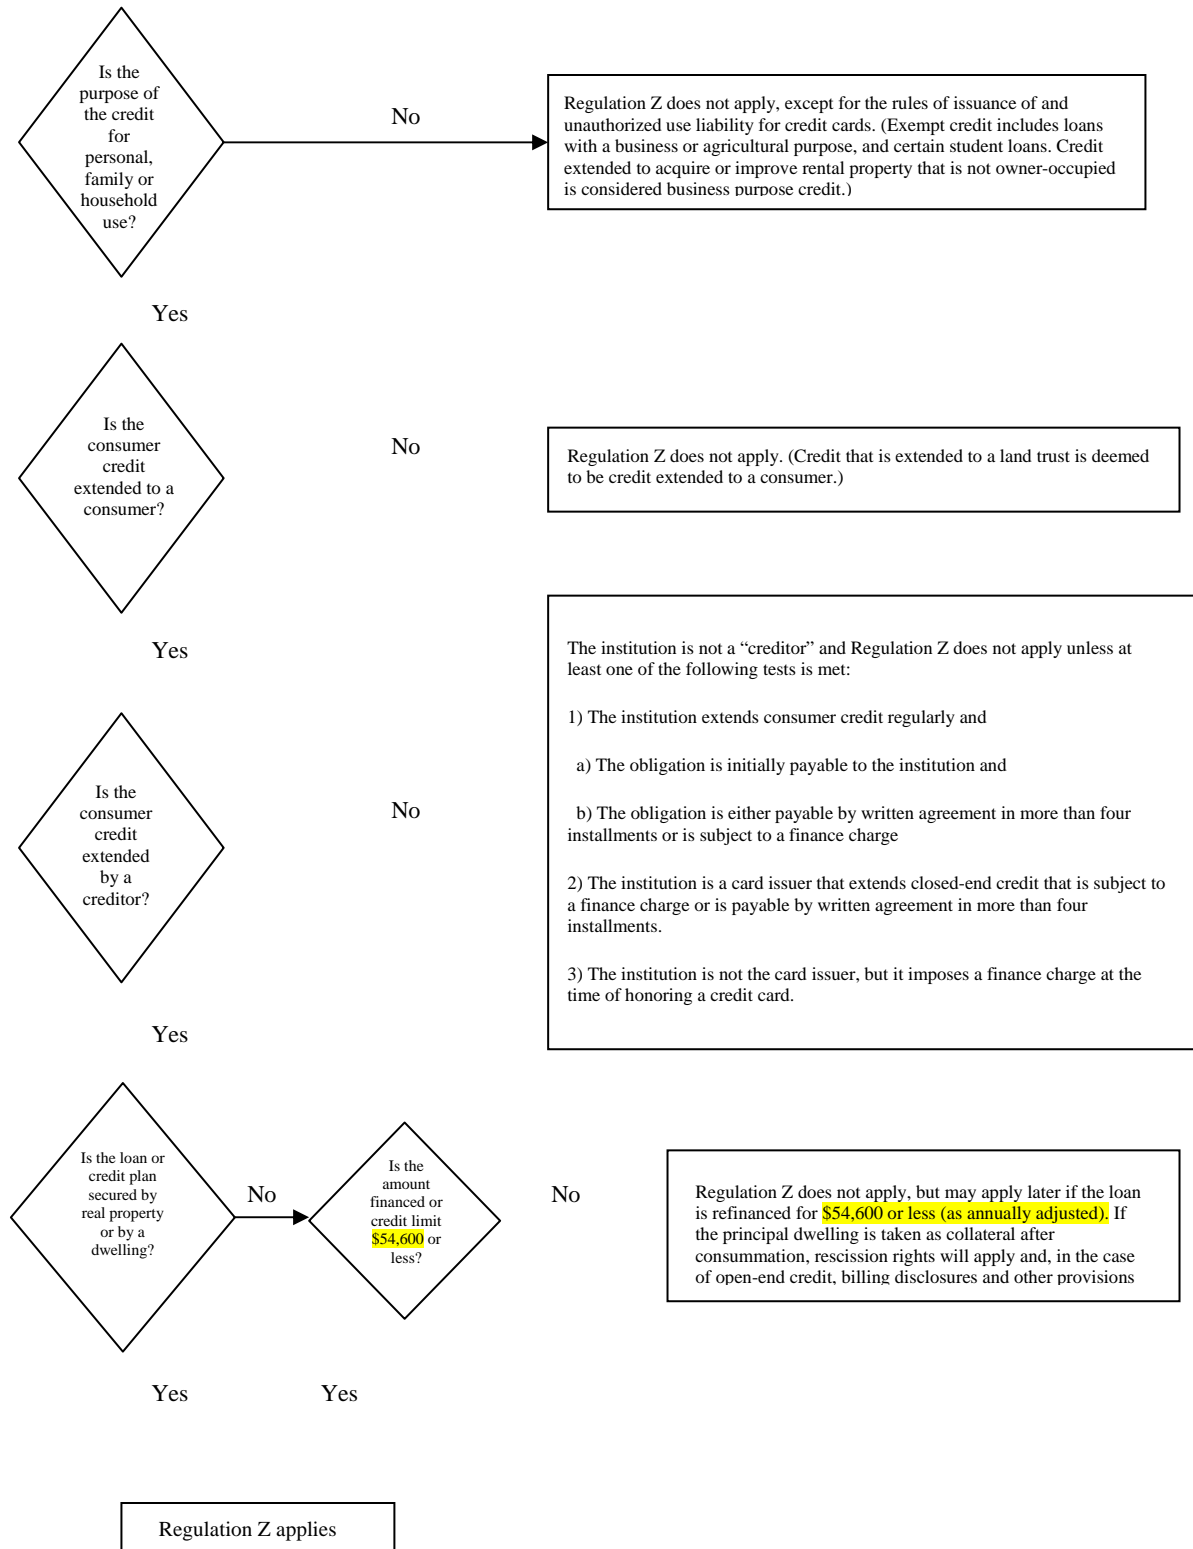 Is the
purpose of
the credit
for
personal,
family or
household
use?
No
Regulation Z does not apply, except for the rules of issuance of and
unauthorized use liability for credit cards. (Exempt credit includes loans
with a business or agricultural purpose, and certain student loans. Credit
extended to acquire or improve rental property that is not owner-occupied
is considered business purpose credit.)
Yes
Is the
consumer
credit
extended to a
consumer?
No
Regulation Z does not apply. (Credit that is extended to a land trust is deemed
to be credit extended to a consumer.)
Yes
Is the
consumer
credit
extended
by a
creditor?
No
The institution is not a “creditor” and Regulation Z does not apply unless at
least one of the following tests is met:
1) The institution extends consumer credit regularly and
a) The obligation is initially payable to the institution and
b) The obligation is either payable by written agreement in more than four
installments or is subject to a finance charge
2) The institution is a card issuer that extends closed-end credit that is subject to
a finance charge or is payable by written agreement in more than four
installments.
3) The institution is not the card issuer, but it imposes a finance charge at the
time of honoring a credit card.
Yes
Is the loan or
credit plan
secured by
real property
or by a
dwelling?
No
Is the
amount
financed or
credit limit
$54,600 or
less?
No
Regulation Z does not apply, but may apply later if the loan
is refinanced for $54,600 or less (as annually adjusted). If
the principal dwelling is taken as collateral after
consummation, rescission rights will apply and, in the case
of open-end credit, billing disclosures and other provisions
Yes
Yes
Regulation Z applies